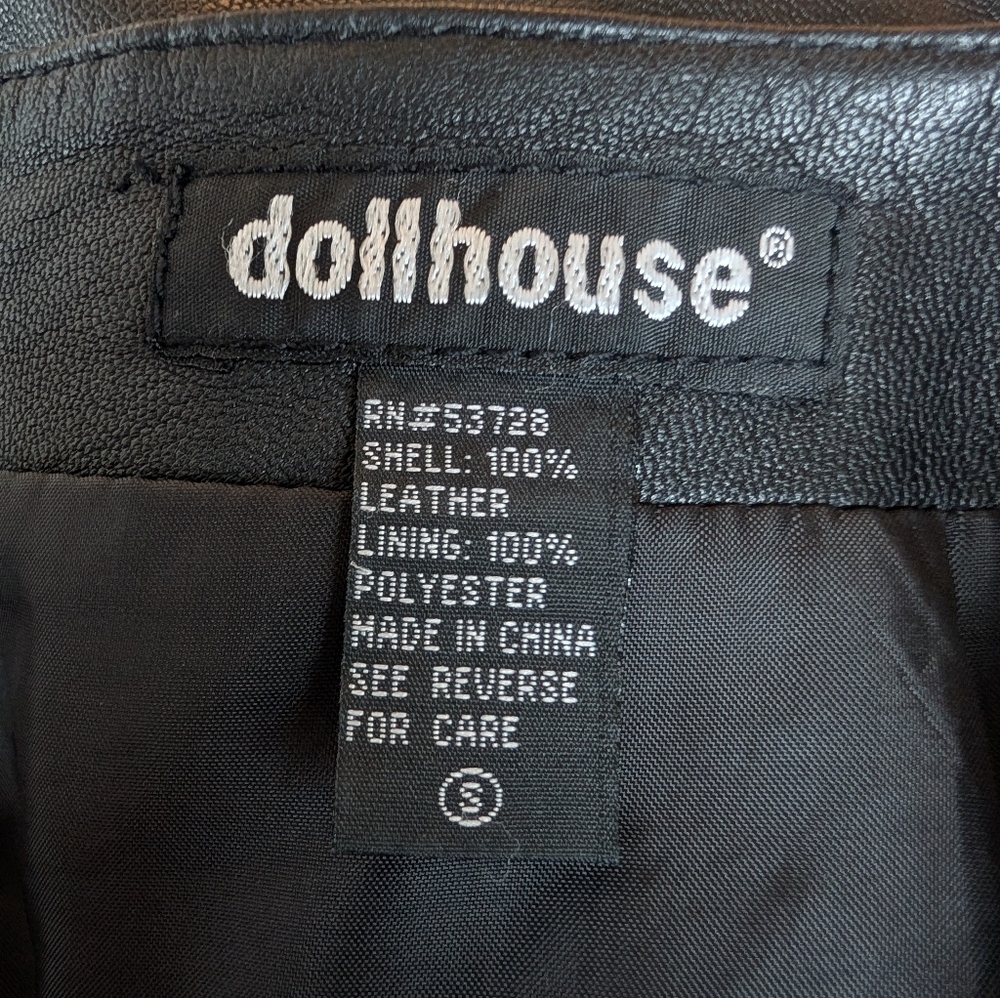 dollhouse®
RN#53728
SHELL: 100%
LEATHER
LINING: 100%
POLYESTER
MADE IN CHINA
SEE REVERSE
FOR CARE
S